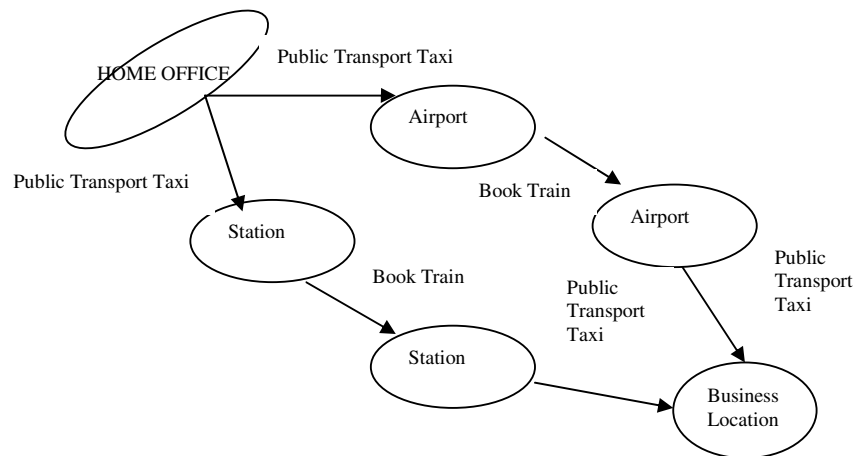 Public Transport Taxi
HOME OFFICE
Airport
Public Transport Taxi
Book Train
Airport
Station
Book Train
Public
Transport
Taxi
Public
Transport
Taxi
Station
Business
Location